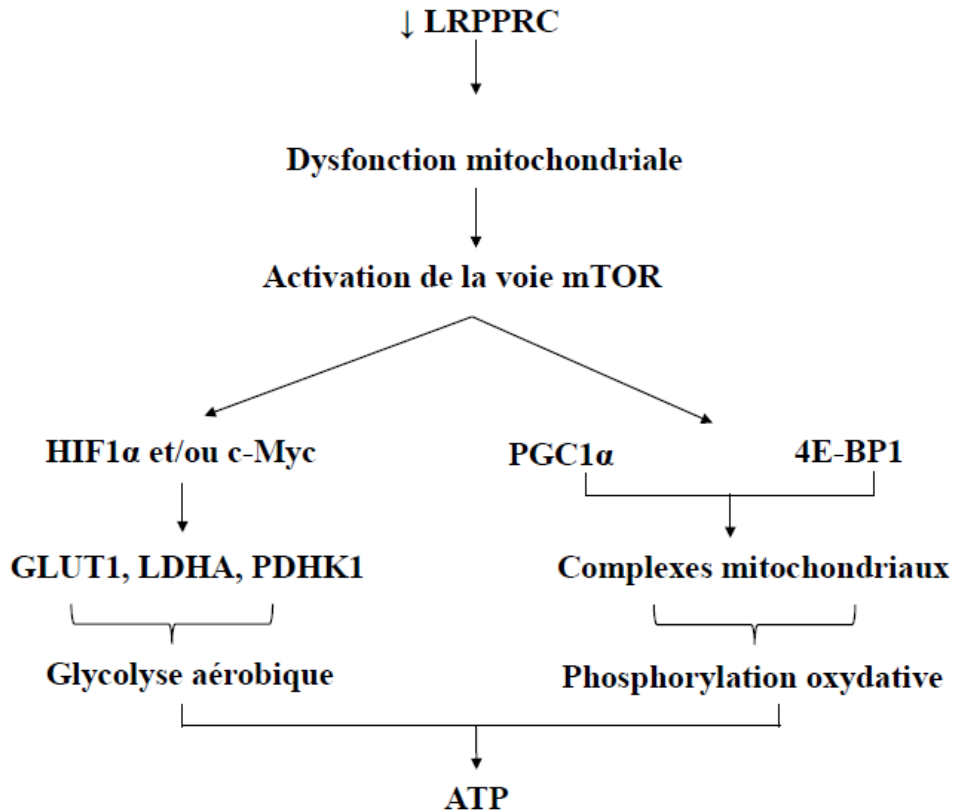 ↓ LRPPRC
Dysfonction mitochondriale
Activation de la voie mTOR
HIF1α et/ou c-Myc
PGC1α
4E-BP1
GLUT1, LDHA, PDHK1
Complexes mitochondriaux
Glycolyse aérobique
Phosphorylation oxydative
ATP